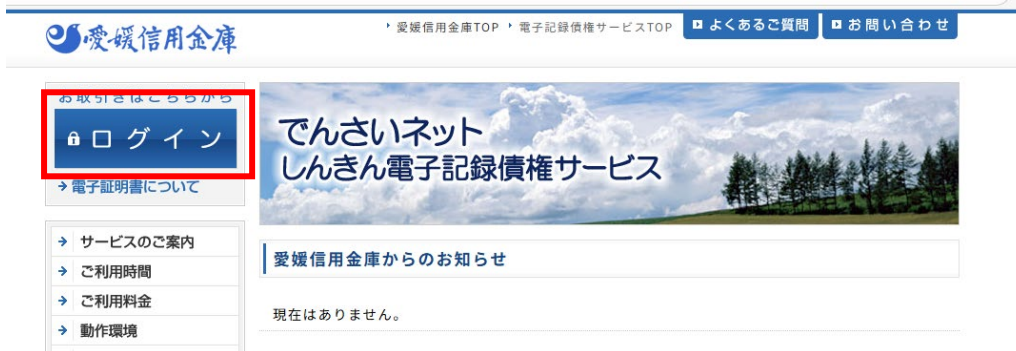 愛媛信用金庫
愛媛信用金庫TOP 電子記録債権サービスTOP よくあるご質問 お問い合わせ
お取引きはこちらから
ログイン
電子証明書について
でんさいネット
しんきん電子記録債権サービス
サービスのご案内
ご利用時間
ご利用料金
動作環境
愛媛信用金庫からのお知らせ
現在はありません。